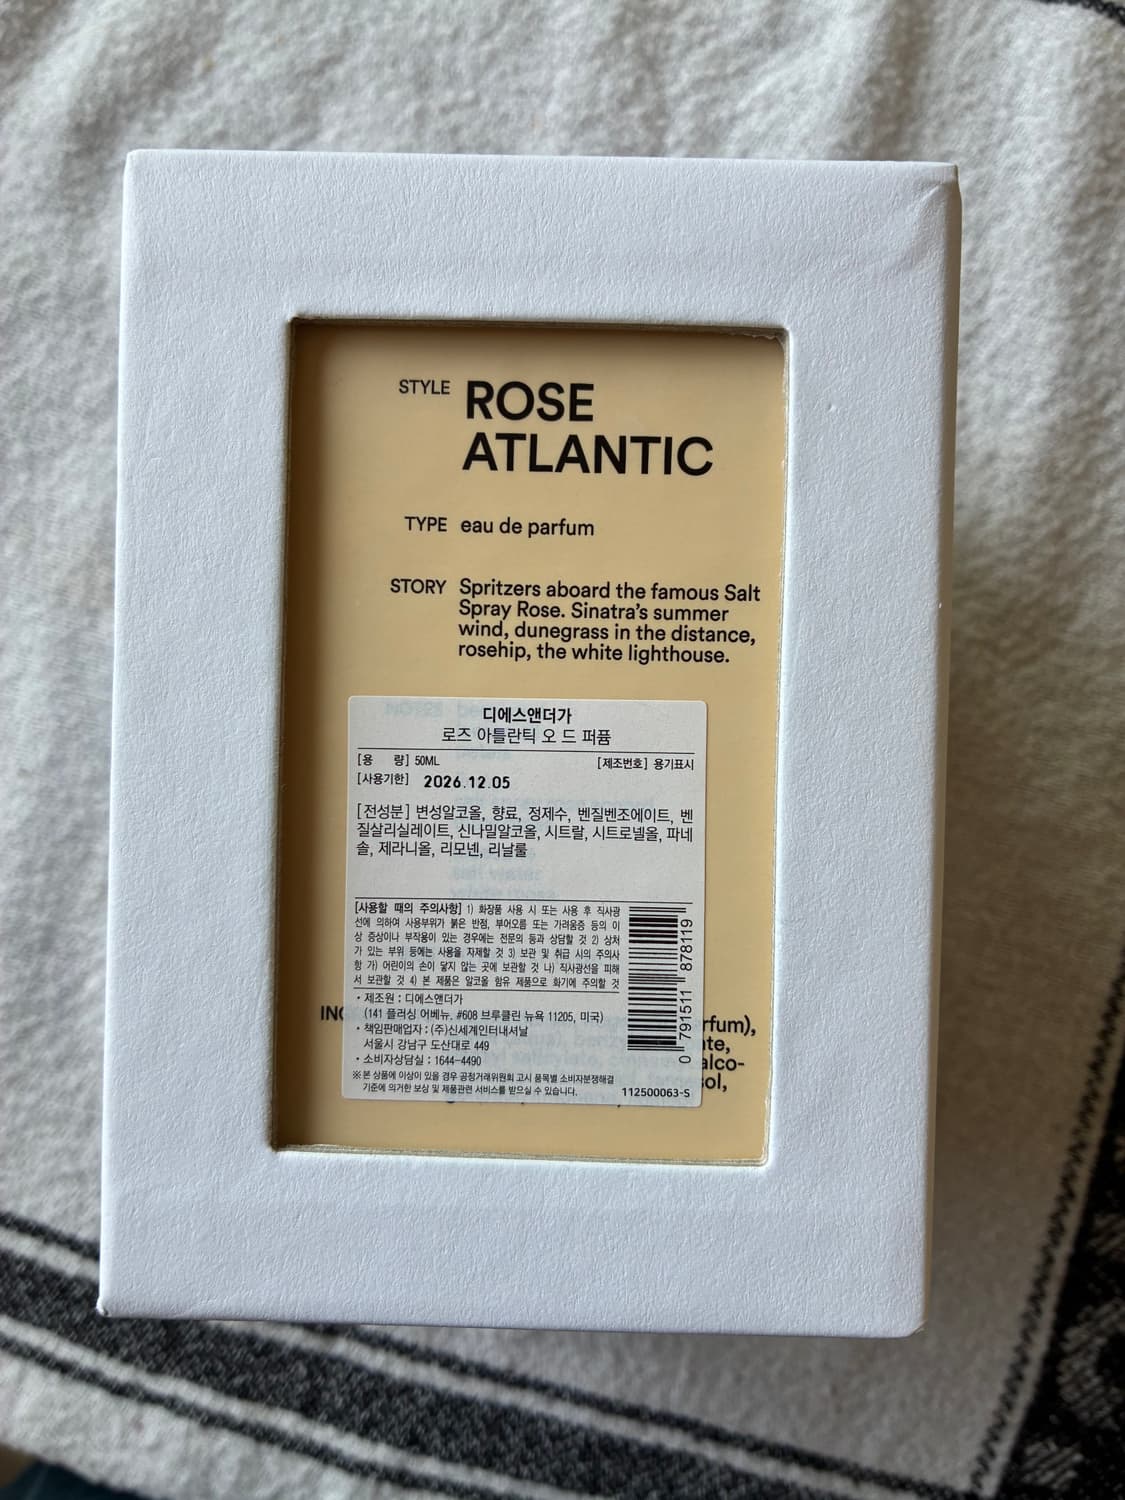 STYLE ROSE
ATLANTIC
TYPE eau de parfum
STORY Spritzers aboard the famous Salt
Spray Rose. Sinatra's summer
wind, dunegrass in the distance,
rosehip, the white lighthouse.
디에스앤더가
로즈 아틀란틱 오 드 퍼퓸
[용 량] 50ML [제조번호] 용기표시
[사용기한] 2026.12.05
[전성분] 변성알코올, 향료, 정제수, 벤질벤조에이트, 벤
질살리실레이트, 신나밀알코올, 시트랄, 시트로넬올, 파네
솔, 제라니올, 리모넨, 리날룰
[사용할 때의 주의사항] 1) 화장품 사용 시 또는 사용 후 직사광
선에 의하여 사용부위가 붉은 반점, 부어오름 또는 가려움증 등의 이
상 증상이나 부작용이 있는 경우에는 전문의 등과 상담할 것 2) 상처
가 있는 부위 등에는 사용을 자제할 것 3) 보관 및 취급 시의 주의사
항 가) 어린이의 손이 닿지 않는 곳에 보관할 것 나) 직사광선을 피해
서 보관할 것 4) 본 제품은 알코올 함유 제품으로 화기에 주의할 것
0 791511 878119
• 제조원 : 디에스앤더가
(141 플러싱 어베뉴, #608 브루클린 뉴욕 11205, 미국)
• 책임판매업자 : (주)신세계인터내셔날
서울시 강남구 도산대로 449
• 소비자상담실 : 1644-4490
※ 본 상품에 이상이 있을 경우 공정거래위원회 고시 품목별 소비자분쟁해결
기준에 의거한 보상 및 제품관련 서비스를 받으실 수 있습니다.
112500063-S
rfum),
alco-